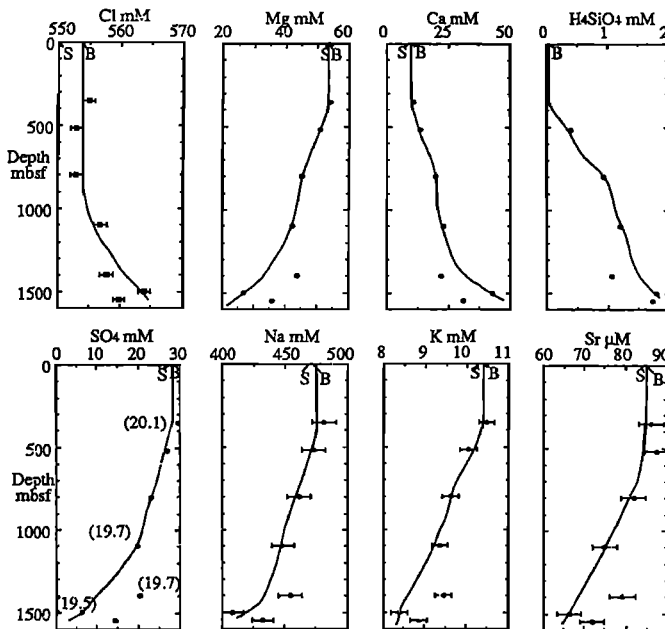 Cl mM
Mg mM
Ca mM
H4SiO4 mM
550 560 570
20 40 60
0 25 50
0 1 2
0
500
Depth
mbsf
1000
1500
S B
SB
S B
B
SO4 mM
Na mM
K mM
Sr µM
0 10 20 30
400 450 500
8 9 10 11
60 70 80 90
0
500
Depth
mbsf
1000
1500
SB
S B
S B
S B
(20.1)
(19.7)
(19.7)
(19.5)